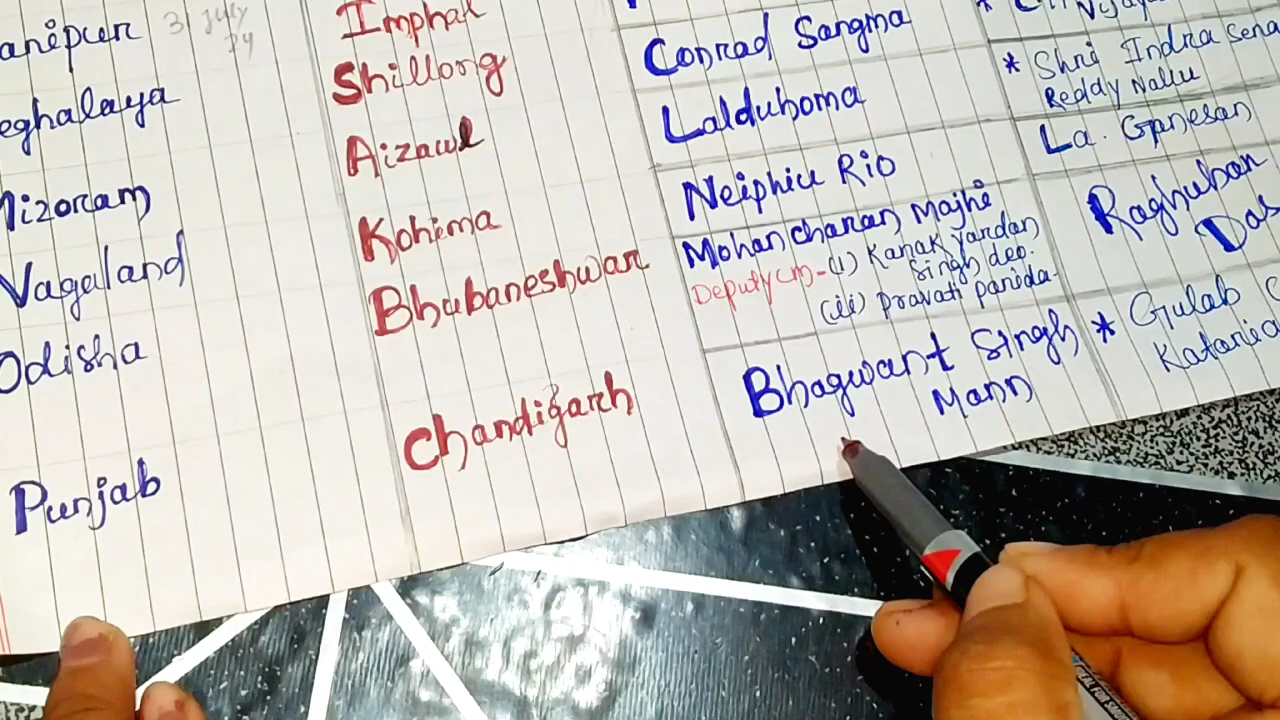 anipur 31 July 24 Imphal
eghalaya Shillong Conrad Sangma * Shri Indra Sena
Reddy Nallu
Mizoram Aizawl Lalduhoma La. Ganesan
Nagaland Kohima Neiphiu Rio Raghubar
Das
Odisha Bhubaneshwar Mohan charan Majhi
Deputy cm - (i) Kanak Vardan
Singh deo.
(ii) Pravati parida
Punjab Chandigarh Bhagwant Singh * Gulab
Mann Kataria